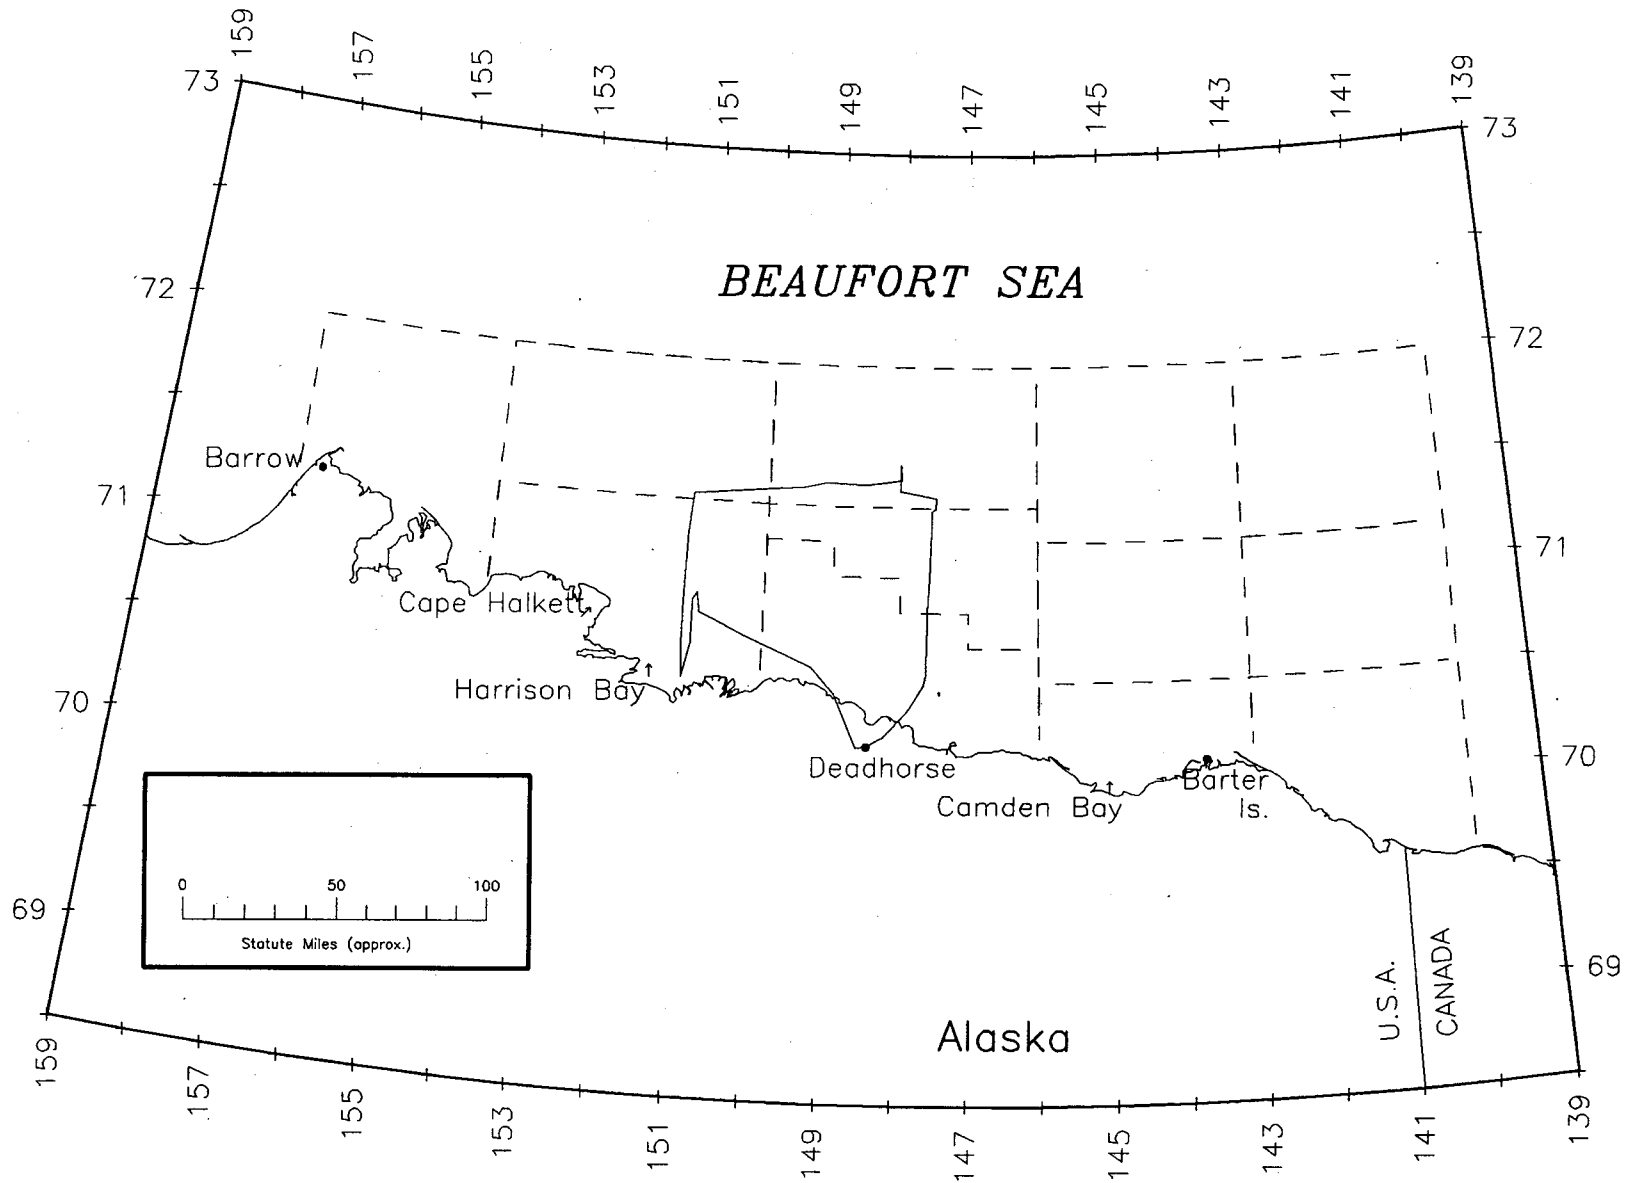 159
157
155
153
151
149
147
145
143
141
139
73
73
BEAUFORT SEA
72
72
Barrow
71
71
Cape Halkett
Harrison Bay
70
70
Deadhorse
Barter
Is.
Camden Bay
0 50 100
Statute Miles (approx.)
69
69
U.S.A.
CANADA
Alaska
159
157
155
153
151
149
147
145
143
141
139